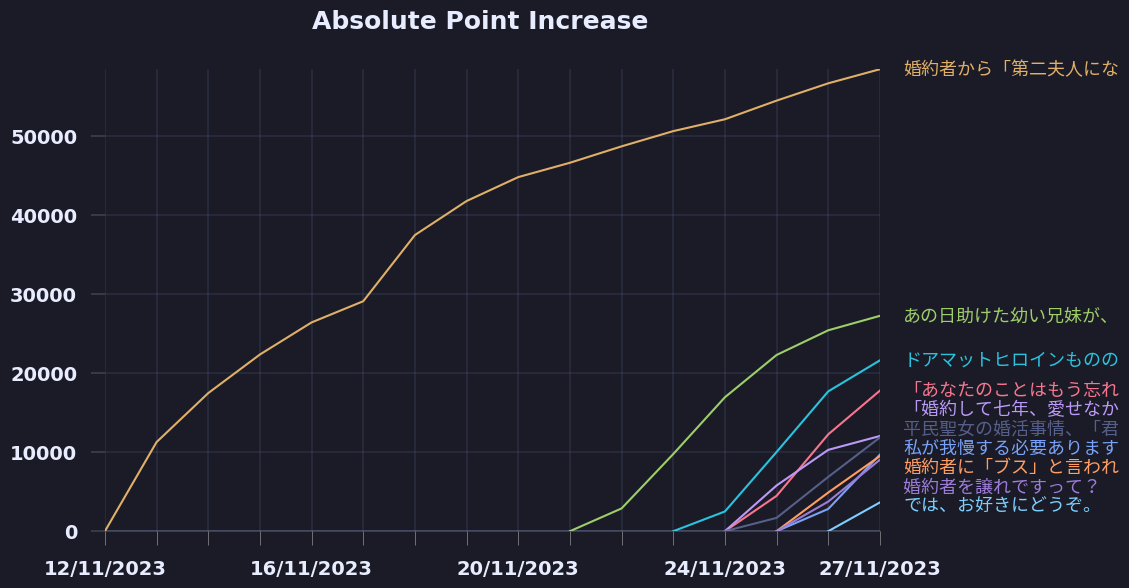 Absolute Point Increase
婚約者から「第二夫人にな
50000
40000
30000
あの日助けた幼い兄妹が、
20000
ドアマットヒロインものの
「あなたのことはもう忘れ
「婚約して七年、愛せなか
平民聖女の婚活事情、「君
10000
私が我慢する必要あります
婚約者に「ブス」と言われ
婚約者を譲れですって？
では、お好きにどうぞ。
0
12/11/2023
16/11/2023
20/11/2023
24/11/2023
27/11/2023